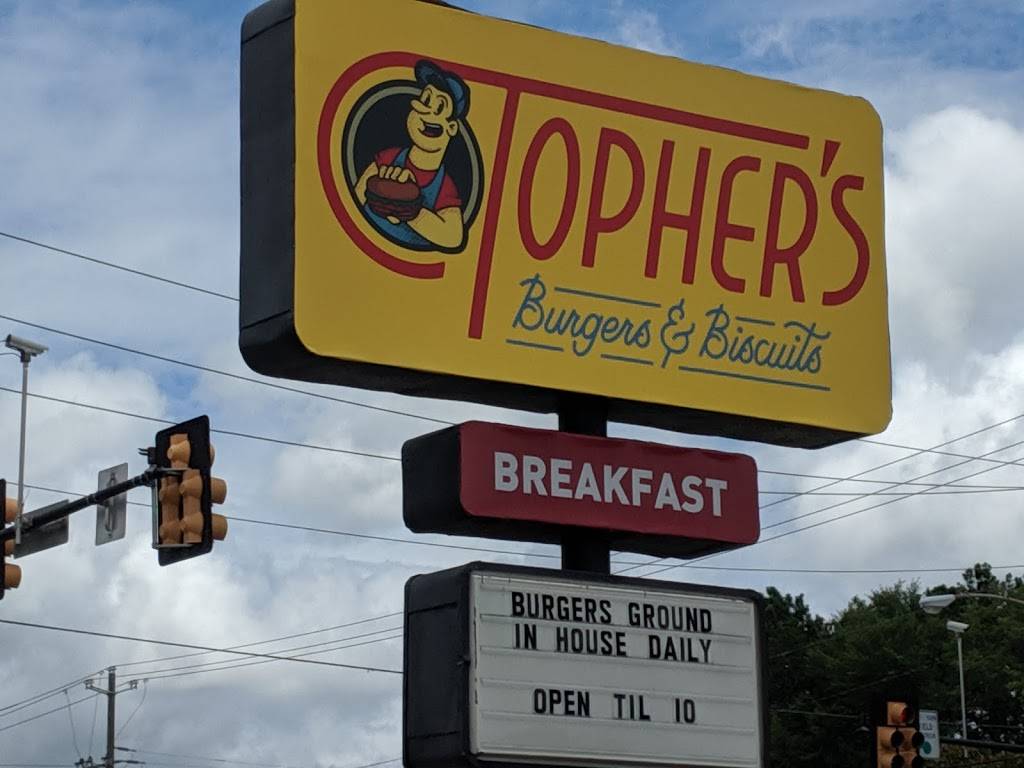 TOPHER'S
Burgers & Biscuits
BREAKFAST
BURGERS GROUND
IN HOUSE DAILY
OPEN TIL 10